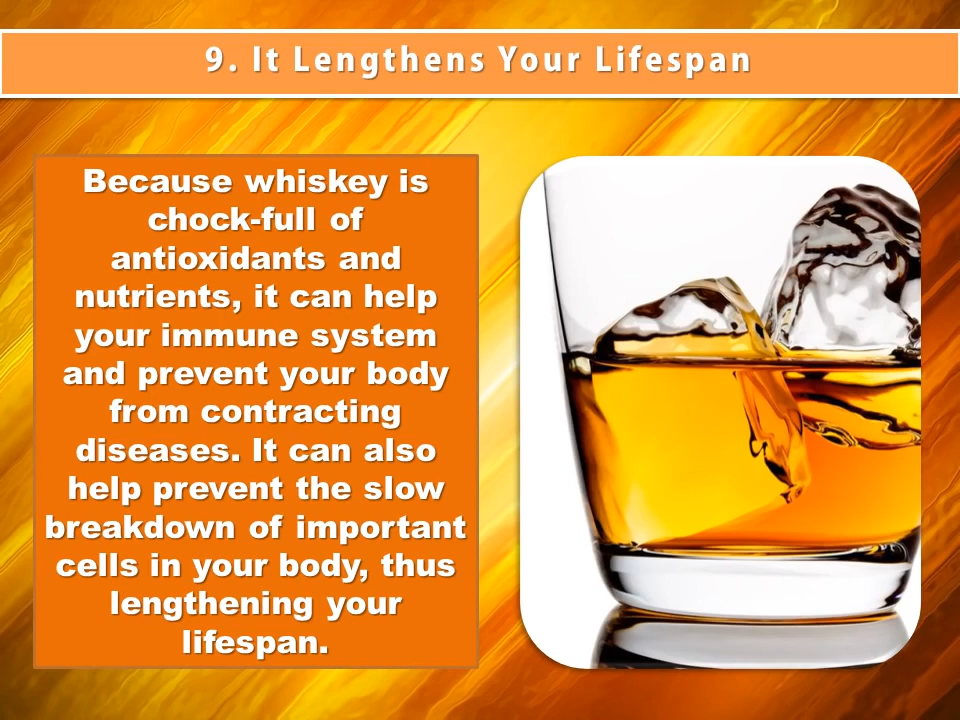 9. It Lengthens Your Lifespan
Because whiskey is
chock-full of
antioxidants and
nutrients, it can help
your immune system
and prevent your body
from contracting
diseases. It can also
help prevent the slow
breakdown of important
cells in your body, thus
lengthening your
lifespan.